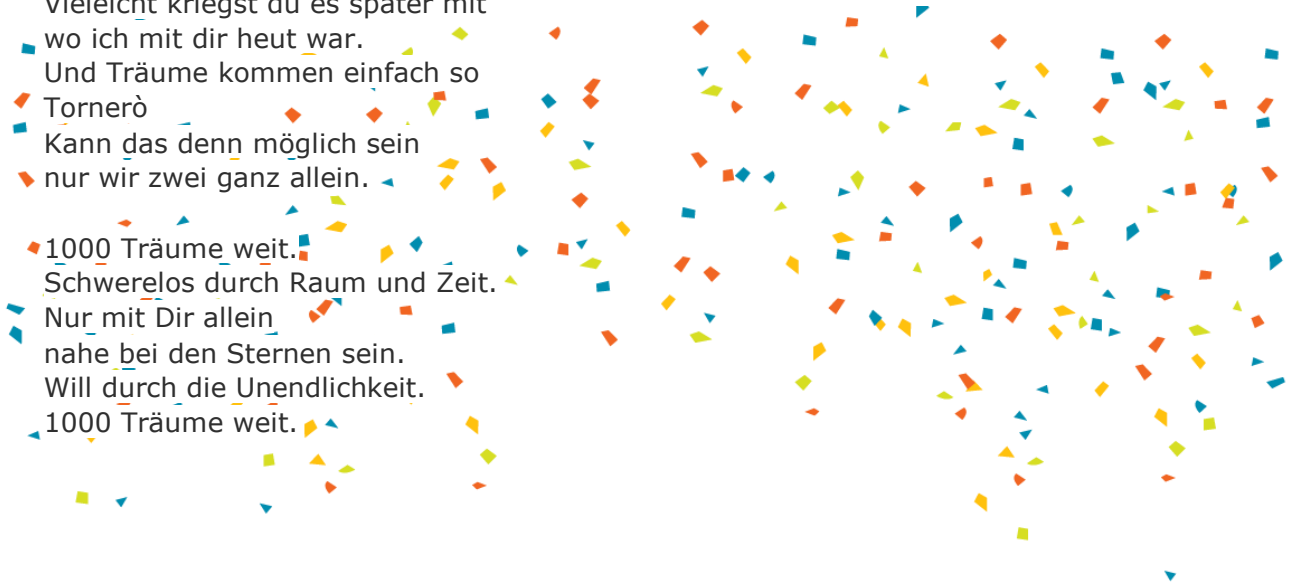 Vieleicht kriegst du es später mit
wo ich mit dir heut war.
Und Träume kommen einfach so
Tornerò
Kann das denn möglich sein
nur wir zwei ganz allein.
1000 Träume weit.
Schwerelos durch Raum und Zeit.
Nur mit Dir allein
nahe bei den Sternen sein.
Will durch die Unendlichkeit.
1000 Träume weit.